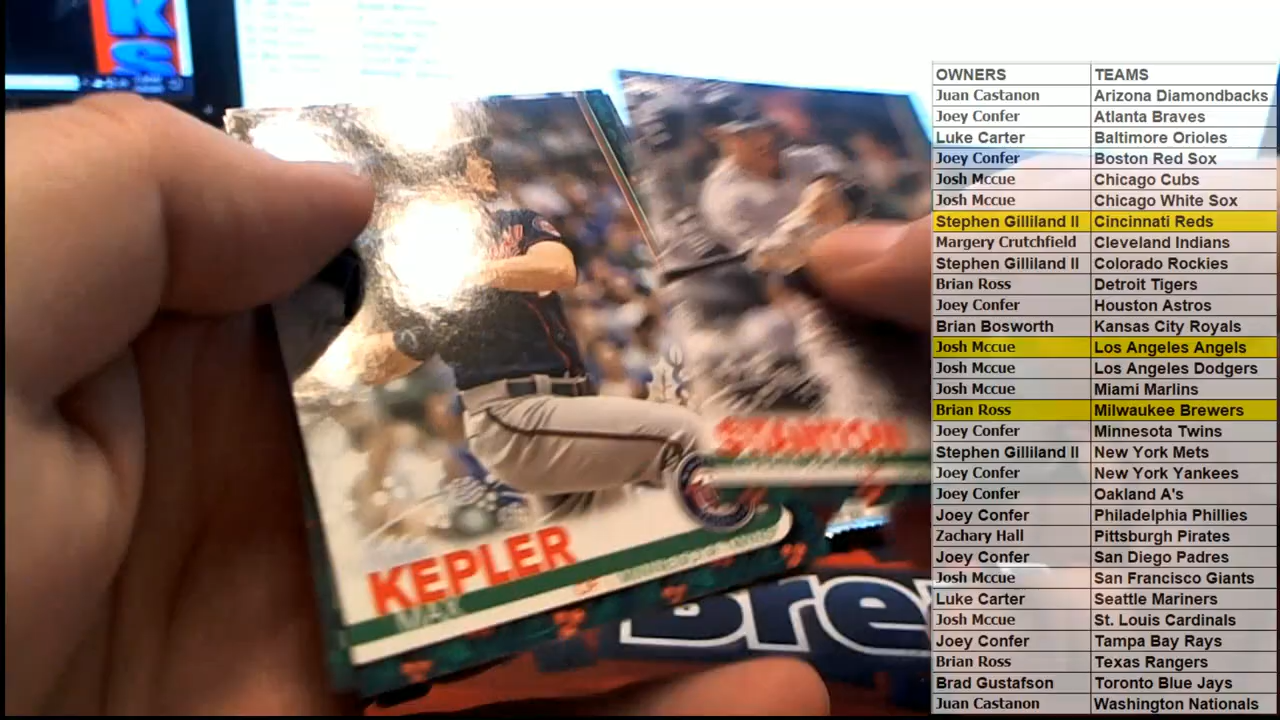 KS
KEPLER
MAX
STANTON
Bre
OWNERS TEAMS
Juan Castanon Arizona Diamondbacks
Joey Confer Atlanta Braves
Luke Carter Baltimore Orioles
Joey Confer Boston Red Sox
Josh Mccue Chicago Cubs
Josh Mccue Chicago White Sox
Stephen Gilliland II Cincinnati Reds
Margery Crutchfield Cleveland Indians
Stephen Gilliland II Colorado Rockies
Brian Ross Detroit Tigers
Joey Confer Houston Astros
Brian Bosworth Kansas City Royals
Josh Mccue Los Angeles Angels
Josh Mccue Los Angeles Dodgers
Josh Mccue Miami Marlins
Brian Ross Milwaukee Brewers
Joey Confer Minnesota Twins
Stephen Gilliland II New York Mets
Joey Confer New York Yankees
Joey Confer Oakland A's
Joey Confer Philadelphia Phillies
Zachary Hall Pittsburgh Pirates
Joey Confer San Diego Padres
Josh Mccue San Francisco Giants
Luke Carter Seattle Mariners
Josh Mccue St. Louis Cardinals
Joey Confer Tampa Bay Rays
Brian Ross Texas Rangers
Brad Gustafson Toronto Blue Jays
Juan Castanon Washington Nationals